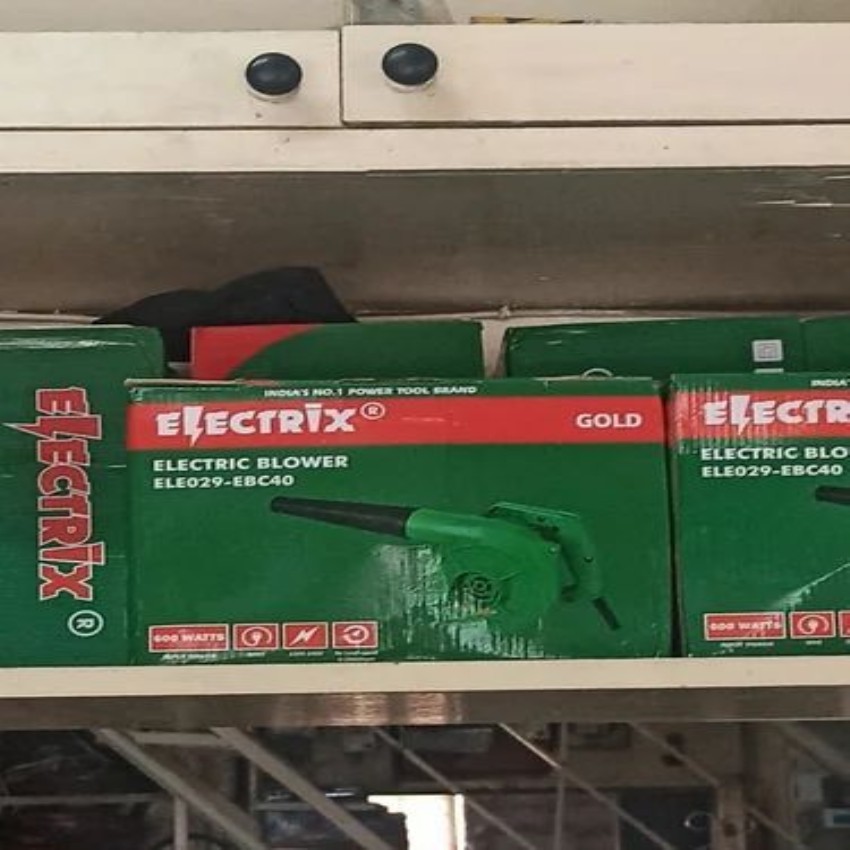 ELECTRIX®
INDIA'S NO.1 POWER TOOL BRAND
ELECTRIX®
GOLD
ELECTRIC BLOWER
ELE029-EBC40
600 WATTS
INDIA'
ELECTR
ELECTRIC BLO
ELE029-EBC40
600 WATTS